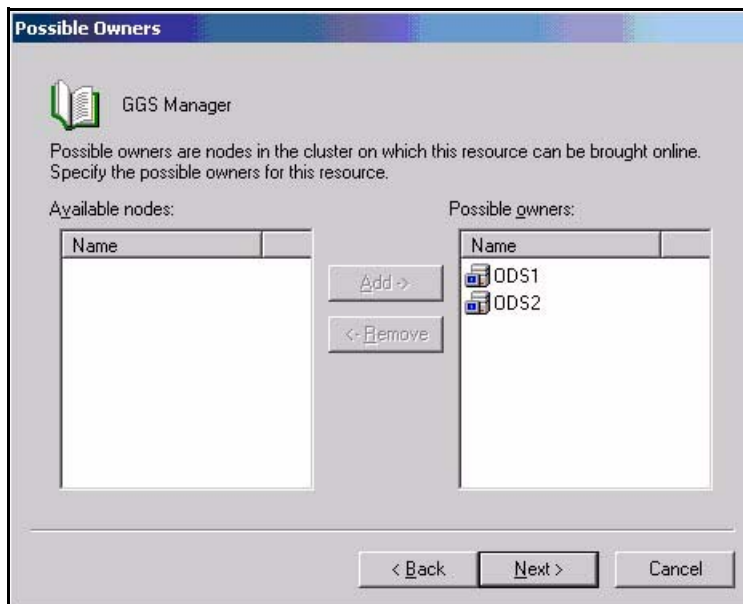 Possible Owners
GGS Manager
Possible owners are nodes in the cluster on which this resource can be brought online.
Specify the possible owners for this resource.
Available nodes:
Possible owners:
Name
Name
Add ->
<- Remove
ODS1
ODS2
< Back
Next >
Cancel